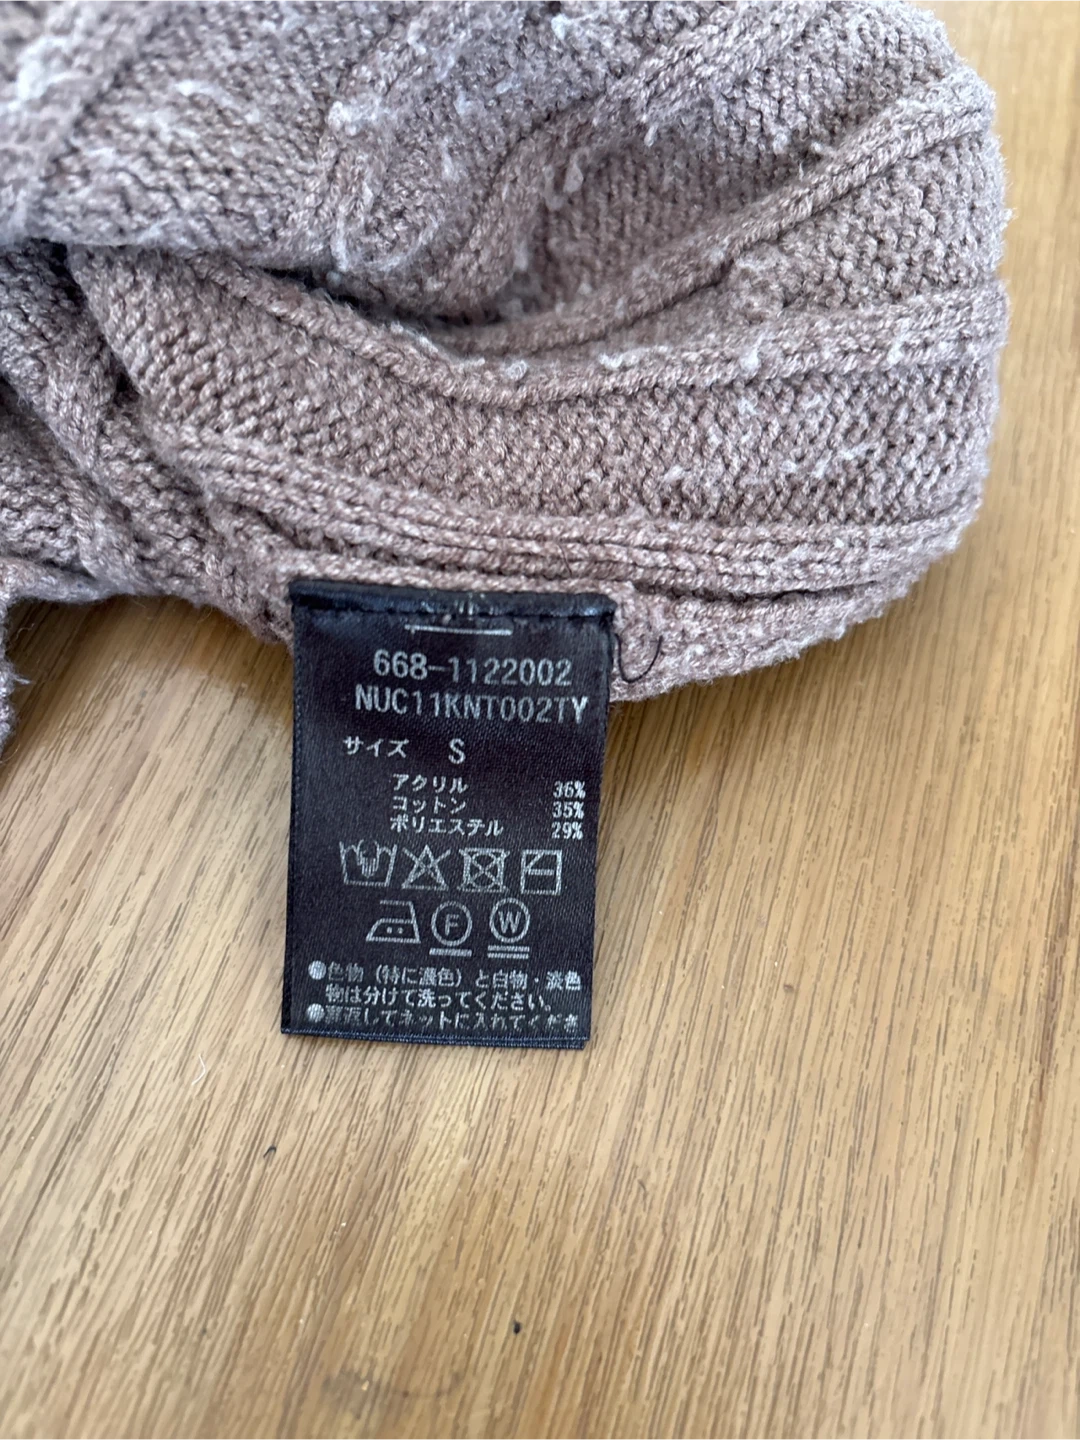 668-1122002
NUC11KNT002TY
サイズ S
アクリル 36%
コットン 35%
ポリエステル 29%
F W
●色物（特に濃色）と白物・淡色
物は分けて洗ってください。
●裏返してネットに入れてくださ